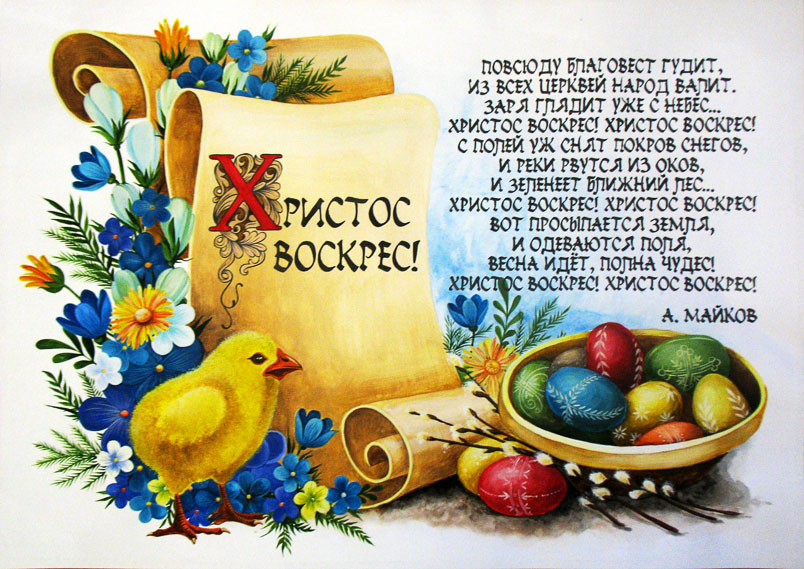 ХРИСТОС
ВОСКРЕС!
ПОВСЮДУ БЛАГОВЕСТ ГУДИТ,
ИЗ ВСЕХ ЦЕРКВЕЙ НАРОД ВАЛИТ.
ЗАРЯ ГЛЯДИТ УЖЕ С НЕБЕС...
ХРИСТОС ВОСКРЕС! ХРИСТОС ВОСКРЕС!
С ПОЛЕЙ УЖ СНЯТ ПОКРОВ СНЕГОВ,
И РЕКИ РВУТСЯ ИЗ ОКОВ,
И ЗЕЛЕНЕЕТ БЛИЖНИЙ ЛЕС...
ХРИСТОС ВОСКРЕС! ХРИСТОС ВОСКРЕС!
ВОТ ПРОСЫПАЕТСЯ ЗЕМЛЯ,
И ОДЕВАЮТСЯ ПОЛЯ,
ВЕСНА ИДЁТ, ПОЛНА ЧУДЕС!
ХРИСТОС ВОСКРЕС! ХРИСТОС ВОСКРЕС!
А. МАЙКОВ